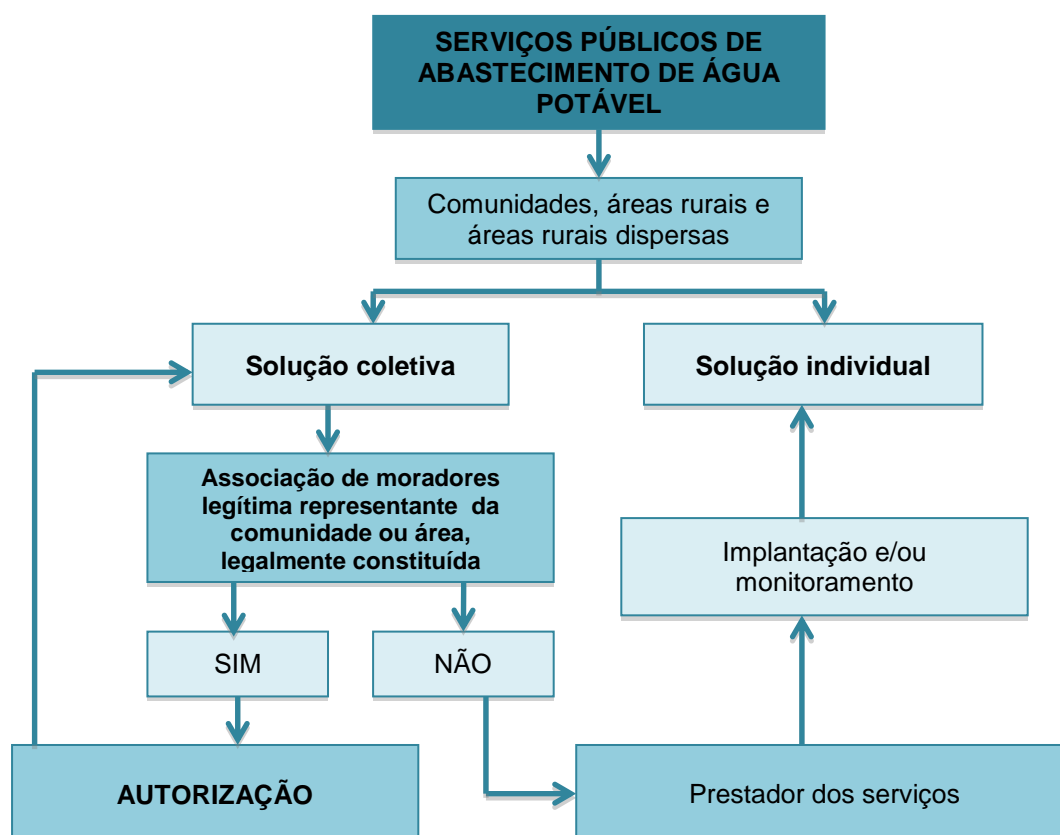 SERVIÇOS PÚBLICOS DE
ABASTECIMENTO DE ÁGUA
POTÁVEL
Comunidades, áreas rurais e
áreas rurais dispersas
Solução coletiva
Solução individual
Associação de moradores
legítima representante da
comunidade ou área,
legalmente constituída
Implantação e/ou
monitoramento
SIM
NÃO
AUTORIZAÇÃO
Prestador dos serviços